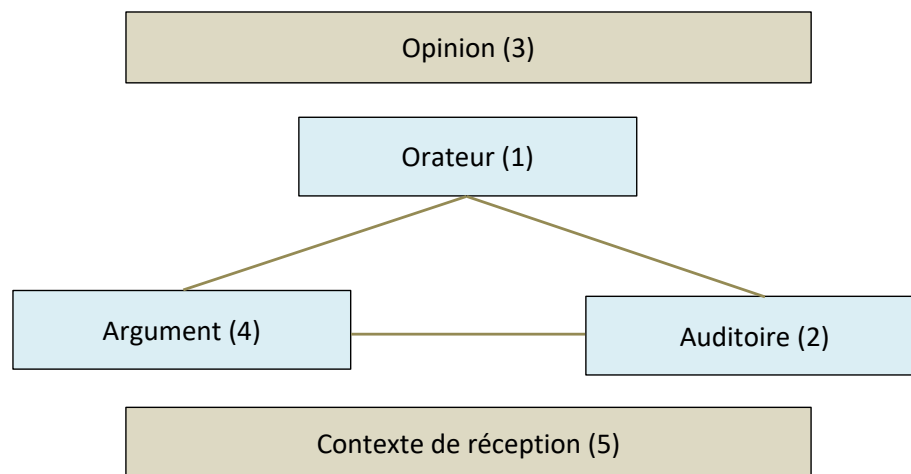 Opinion (3)
Orateur (1)
Argument (4)
Auditoire (2)
Contexte de réception (5)